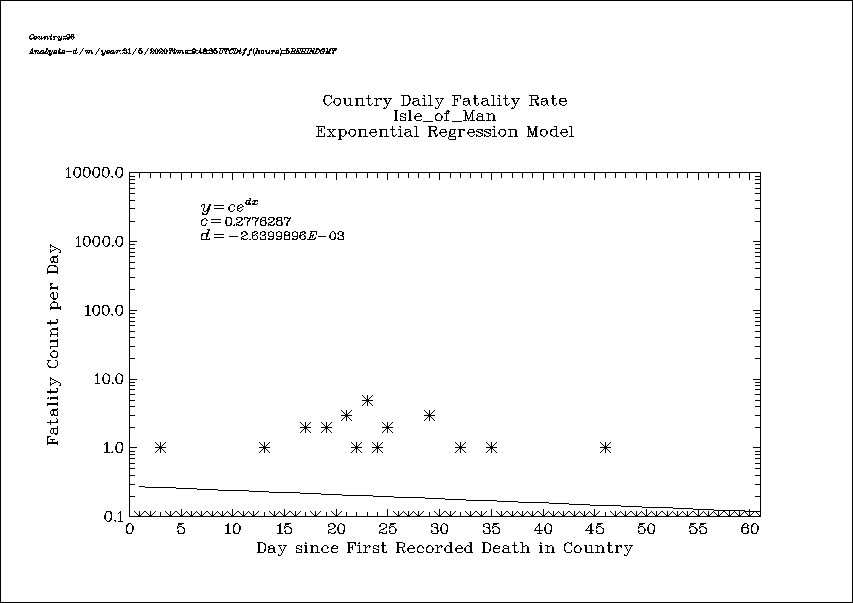 Country:98
Analysis-d/m/year:31/5/2020Time:9:48:35UTCDiff(hours):5BEHINDGMT
Country Daily Fatality Rate
Isle_of_Man
Exponential Regression Model
10000.0
y=ce^dx
c=0.2776287
d=-2.6399896E-03
1000.0
100.0
10.0
1.0
0.1
Fatality Count per Day
0 5 10 15 20 25 30 35 40 45 50 55 60
Day since First Recorded Death in Country